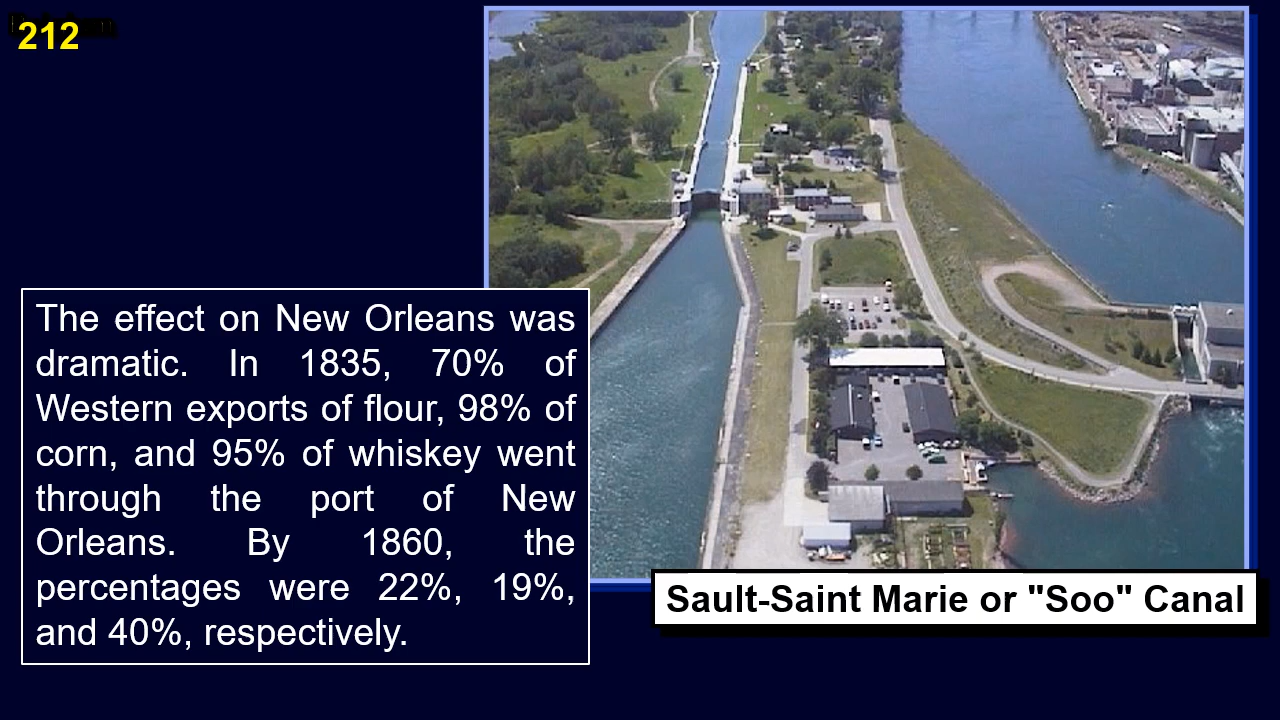 212
The effect on New Orleans was
dramatic. In 1835, 70% of
Western exports of flour, 98% of
corn, and 95% of whiskey went
through the port of New
Orleans. By 1860, the
percentages were 22%, 19%,
and 40%, respectively.
Sault-Saint Marie or "Soo" Canal